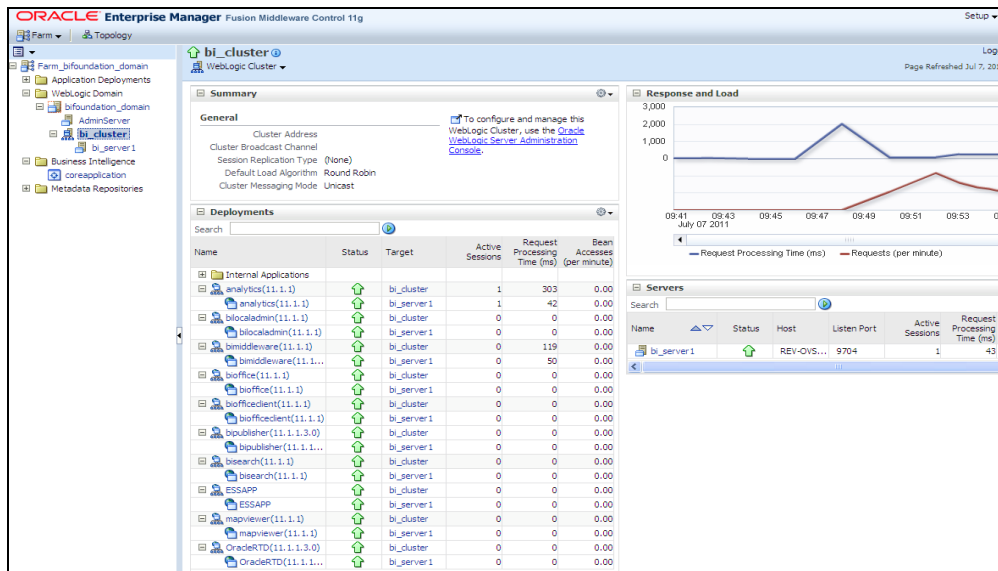 ORACLE Enterprise Manager Fusion Middleware Control 11g
Setup
Farm Topology
Farm_bifoundation_domain
Application Deployments
WebLogic Domain
bifoundation_domain
AdminServer
bi_cluster
bi_server1
Business Intelligence
coreapplication
Metadata Repositories
bi_cluster
WebLogic Cluster
Log
Page Refreshed Jul 7, 201
Summary
General
Cluster Address
Cluster Broadcast Channel
Session Replication Type (None)
Default Load Algorithm Round Robin
Cluster Messaging Mode Unicast
To configure and manage this
WebLogic Cluster, use the Oracle
WebLogic Server Administration
Console.
Deployments
Search
Name Status Target Active Sessions Request Processing Time (ms) Bean Accesses (per minute)
Internal Applications
analytics(11.1.1) bi_cluster 1 303 0.00
analytics(11.1.1) bi_server1 1 42 0.00
bilocaladmin(11.1.1) bi_cluster 0 0 0.00
bilocaladmin(11.1.1) bi_server1 0 0 0.00
bimiddleware(11.1.1) bi_cluster 0 119 0.00
bimiddleware(11.1.... bi_server1 0 50 0.00
bioffice(11.1.1) bi_cluster 0 0 0.00
bioffice(11.1.1) bi_server1 0 0 0.00
biofficeclient(11.1.1) bi_cluster 0 0 0.00
biofficeclient(11.1.1) bi_server1 0 0 0.00
bipublisher(11.1.1.3.0) bi_cluster 0 0 0.00
bipublisher(11.1.1.... bi_server1 0 0 0.00
bisearch(11.1.1) bi_cluster 0 0 0.00
bisearch(11.1.1) bi_server1 0 0 0.00
ESSAPP bi_cluster 0 0 0.00
ESSAPP bi_server1 0 0 0.00
mapviewer(11.1.1) bi_cluster 0 0 0.00
mapviewer(11.1.1) bi_server1 0 0 0.00
OracleRTD(11.1.1.3.0) bi_cluster 0 0 0.00
OracleRTD(11.1.1.... bi_server1 0 0 0.00
Response and Load
3,000
2,000
1,000
0
09:41 09:43 09:45 09:47 09:49 09:51 09:53 0
July 07 2011
Request Processing Time (ms) Requests (per minute)
Servers
Search
Name Status Host Listen Port Active Sessions Request Processing Time (ms)
bi_server1 REV-OVS... 9704 1 43